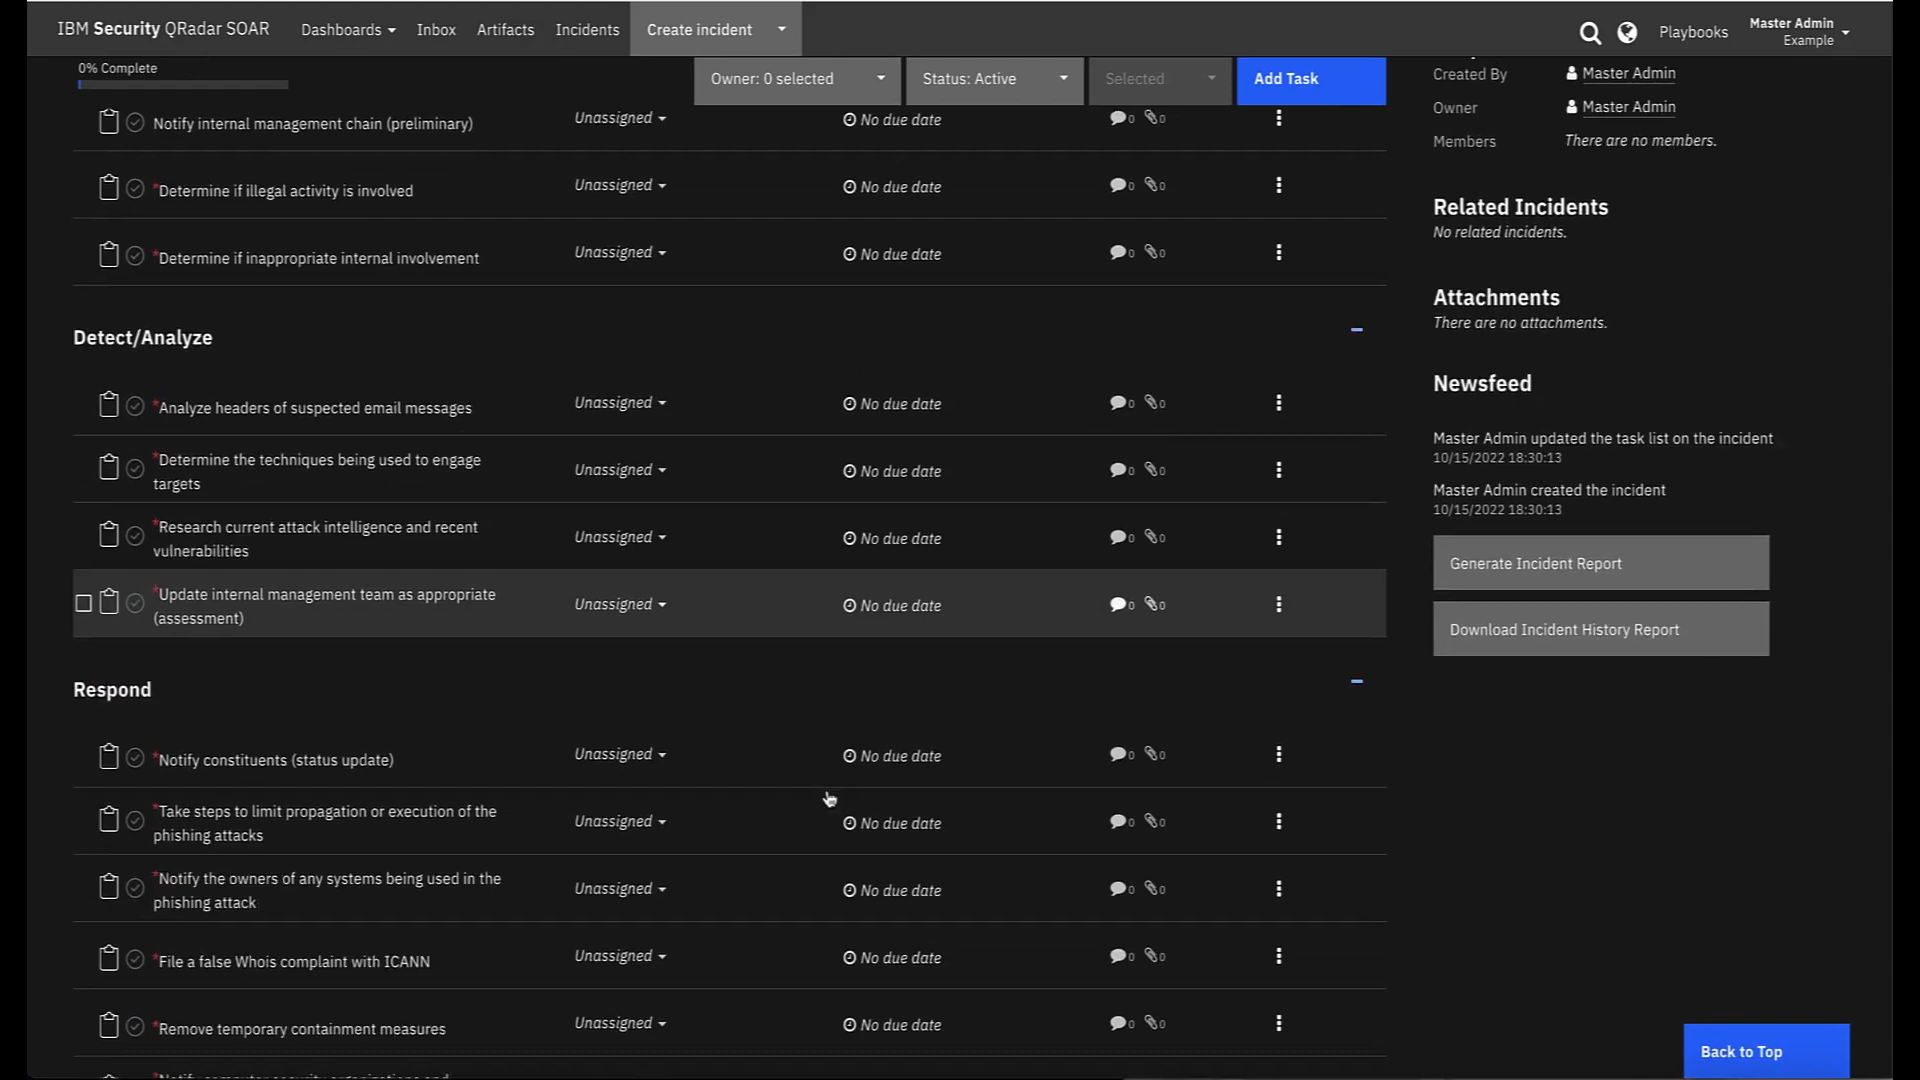 IBM Security QRadar SOAR
Dashboards
Inbox
Artifacts
Incidents
Create incident
Playbooks
Master Admin
Example
0% Complete
Owner: 0 selected
Status: Active
Selected
Add Task
Notify internal management chain (preliminary)
Unassigned
No due date
0
0
*Determine if illegal activity is involved
Unassigned
No due date
0
0
*Determine if inappropriate internal involvement
Unassigned
No due date
0
0
Detect/Analyze
*Analyze headers of suspected email messages
Unassigned
No due date
0
0
*Determine the techniques being used to engage
targets
Unassigned
No due date
0
0
*Research current attack intelligence and recent
vulnerabilities
Unassigned
No due date
0
0
*Update internal management team as appropriate
(assessment)
Unassigned
No due date
0
0
Respond
*Notify constituents (status update)
Unassigned
No due date
0
0
*Take steps to limit propagation or execution of the
phishing attacks
Unassigned
No due date
0
0
*Notify the owners of any systems being used in the
phishing attack
Unassigned
No due date
0
0
*File a false Whois complaint with ICANN
Unassigned
No due date
0
0
*Remove temporary containment measures
Unassigned
No due date
0
0
Created By
Master Admin
Owner
Master Admin
Members
There are no members.
Related Incidents
No related incidents.
Attachments
There are no attachments.
Newsfeed
Master Admin updated the task list on the incident
10/15/2022 18:30:13
Master Admin created the incident
10/15/2022 18:30:13
Generate Incident Report
Download Incident History Report
Back to Top